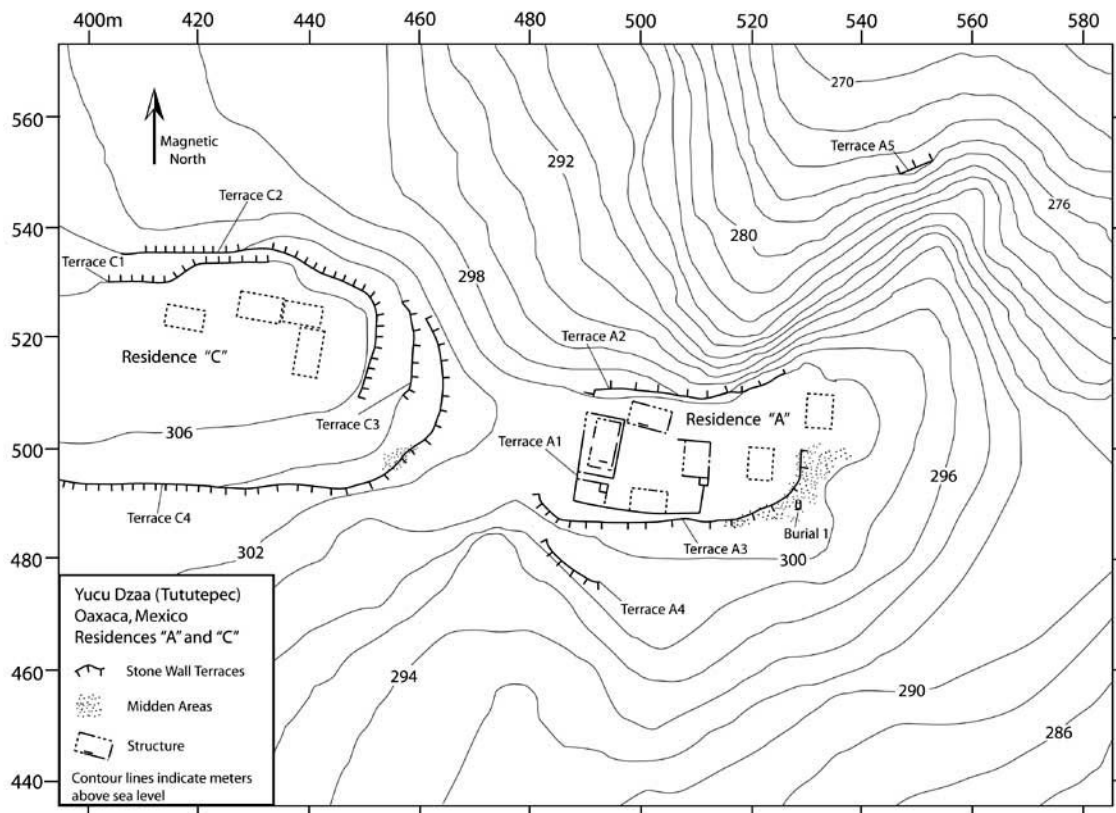 400m 420 440 460 480 500 520 540 560 580
560
540
520
500
480
460
440
Magnetic
North
270
Terrace A5
292
276
Terrace C2
280
Terrace C1
298
Terrace A2
Residence "C"
Residence "A"
306
Terrace C3
Terrace A1
296
Terrace C4
Burial 1
302
Terrace A3
300
Terrace A4
294
290
286
Yucu Dzaa (Tututepec)
Oaxaca, Mexico
Residences "A" and "C"
Stone Wall Terraces
Midden Areas
Structure
Contour lines indicate meters
above sea level